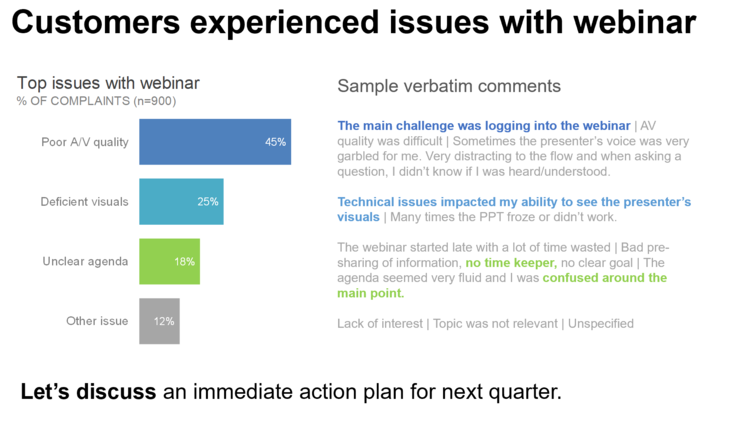 Customers experienced issues with webinar
Top issues with webinar
% OF COMPLAINTS (n=900)
Poor A/V quality
45%
Deficient visuals
25%
Unclear agenda
18%
Other issue
12%
Sample verbatim comments
The main challenge was logging into the webinar | AV
quality was difficult | Sometimes the presenter's voice was very
garbled for me. Very distracting to the flow and when asking a
question, I didn't know if I was heard/understood.
Technical issues impacted my ability to see the presenter's
visuals | Many times the PPT froze or didn't work.
The webinar started late with a lot of time wasted | Bad pre-
sharing of information, no time keeper, no clear goal | The
agenda seemed very fluid and I was confused around the
main point.
Lack of interest | Topic was not relevant | Unspecified
Let's discuss an immediate action plan for next quarter.